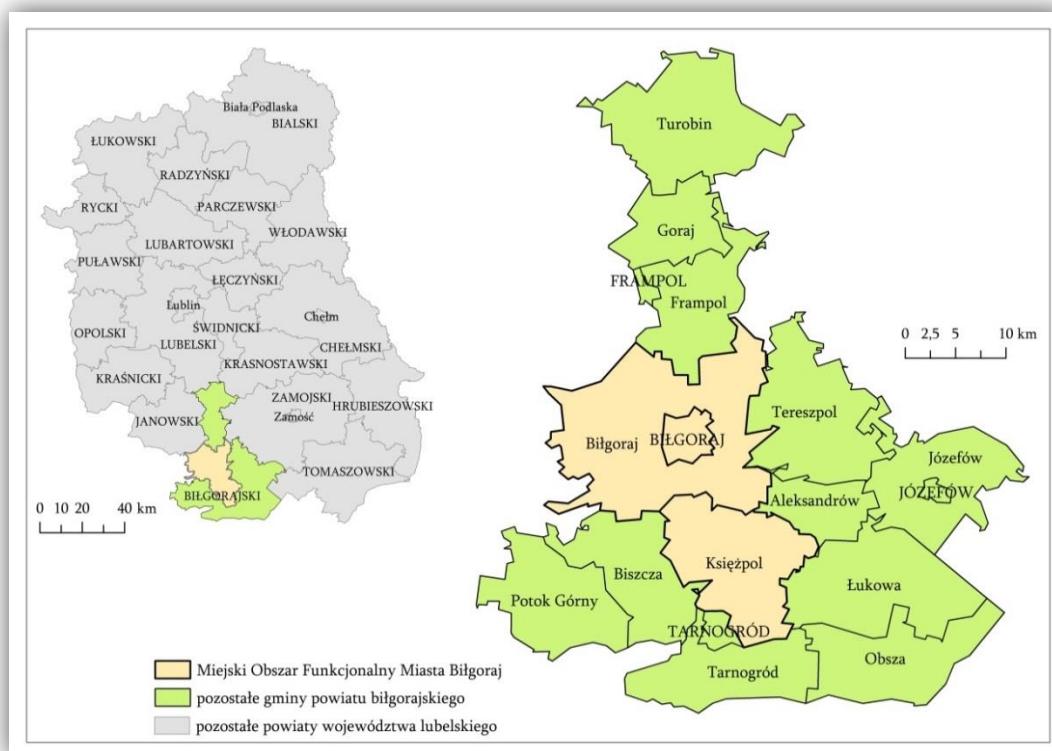 Biała Podlaska
BIALSKI
ŁUKOWSKI
RADZYŃSKI
RYCKI
PARCZEWSKI
WŁODAWSKI
LUBARTOWSKI
PUŁAWSKI
ŁĘCZYŃSKI
Lublin
Chełm
OPOLSKI
ŚWIDNICKI
LUBELSKI
CHEŁMSKI
KRASNOSTAWSKI
KRAŚNICKI
ZAMOJSKI
HRUBIESZOWSKI
JANOWSKI
Zamość
TOMASZOWSKI
BIŁGORAJSKI
0 10 20 40 km
Turobin
Goraj
FRAMPOL
Frampol
0 2,5 5 10 km
Tereszpol
Biłgoraj
BIŁGORAJ
Józefów
JÓZEFÓW
Aleksandrów
Księżpol
Biszcza
Łukowa
Potok Górny
TARNOGRÓD
Obsza
Tarnogród
Miejski Obszar Funkcjonalny Miasta Biłgoraj
pozostałe gminy powiatu biłgorajskiego
pozostałe powiaty województwa lubelskiego